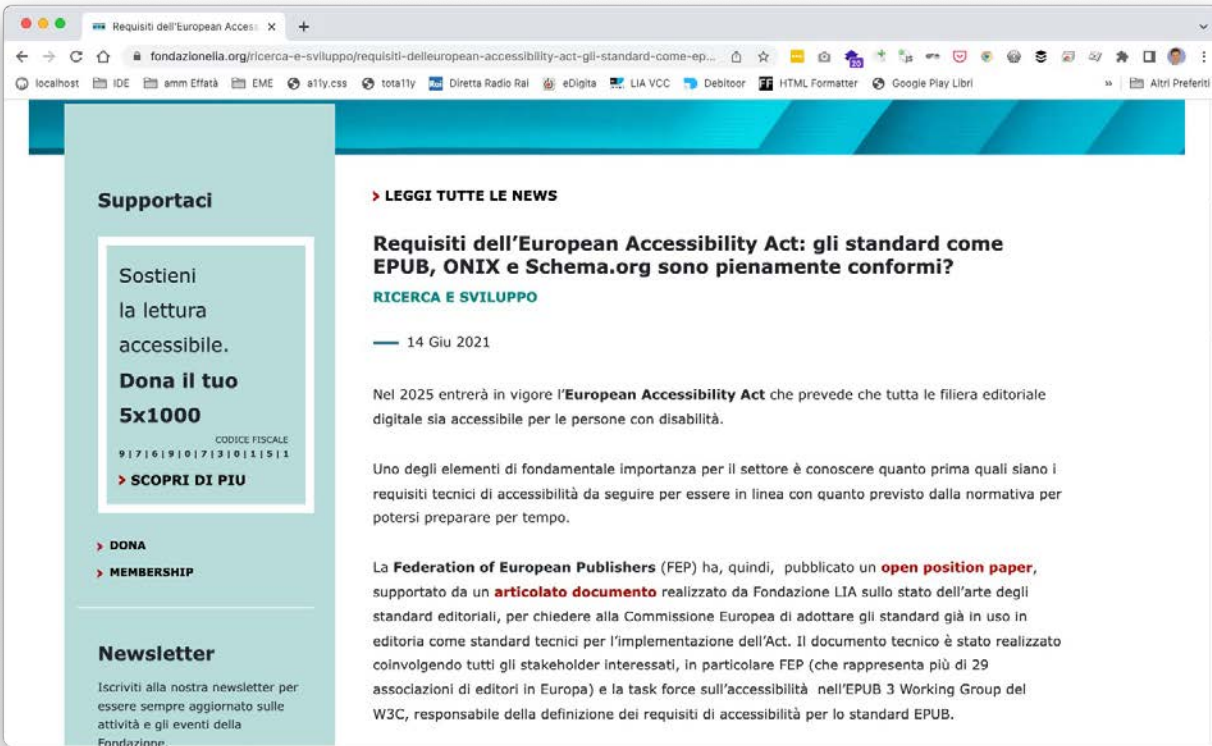 Requisiti dell'European Access
fondazionelia.org/ricerca-e-sviluppo/requisiti-delleuropean-accessibility-act-gli-standard-come-ep...
20
localhost IDE amm Effatà EME a11y.css tota11y Rai Diretta Radio Rai eDigita LIA VCC Debitoor FF HTML Formatter Google Play Libri » Altri Preferiti
Supportaci
Sostieni
la lettura
accessibile.
Dona il tuo
5x1000
CODICE FISCALE
9|7|6|9|0|7|3|0|1|5|1
SCOPRI DI PIU
DONA
MEMBERSHIP
Newsletter
Iscriviti alla nostra newsletter per
essere sempre aggiornato sulle
attività e gli eventi della
Fondazione.
LEGGI TUTTE LE NEWS
Requisiti dell’European Accessibility Act: gli standard come
EPUB, ONIX e Schema.org sono pienamente conformi?
RICERCA E SVILUPPO
14 Giu 2021
Nel 2025 entrerà in vigore l’European Accessibility Act che prevede che tutta le filiera editoriale
digitale sia accessibile per le persone con disabilità.
Uno degli elementi di fondamentale importanza per il settore è conoscere quanto prima quali siano i
requisiti tecnici di accessibilità da seguire per essere in linea con quanto previsto dalla normativa per
potersi preparare per tempo.
La Federation of European Publishers (FEP) ha, quindi, pubblicato un open position paper,
supportato da un articolato documento realizzato da Fondazione LIA sullo stato dell’arte degli
standard editoriali, per chiedere alla Commissione Europea di adottare gli standard già in uso in
editoria come standard tecnici per l’implementazione dell’Act. Il documento tecnico è stato realizzato
coinvolgendo tutti gli stakeholder interessati, in particolare FEP (che rappresenta più di 29
associazioni di editori in Europa) e la task force sull’accessibilità nell’EPUB 3 Working Group del
W3C, responsabile della definizione dei requisiti di accessibilità per lo standard EPUB.